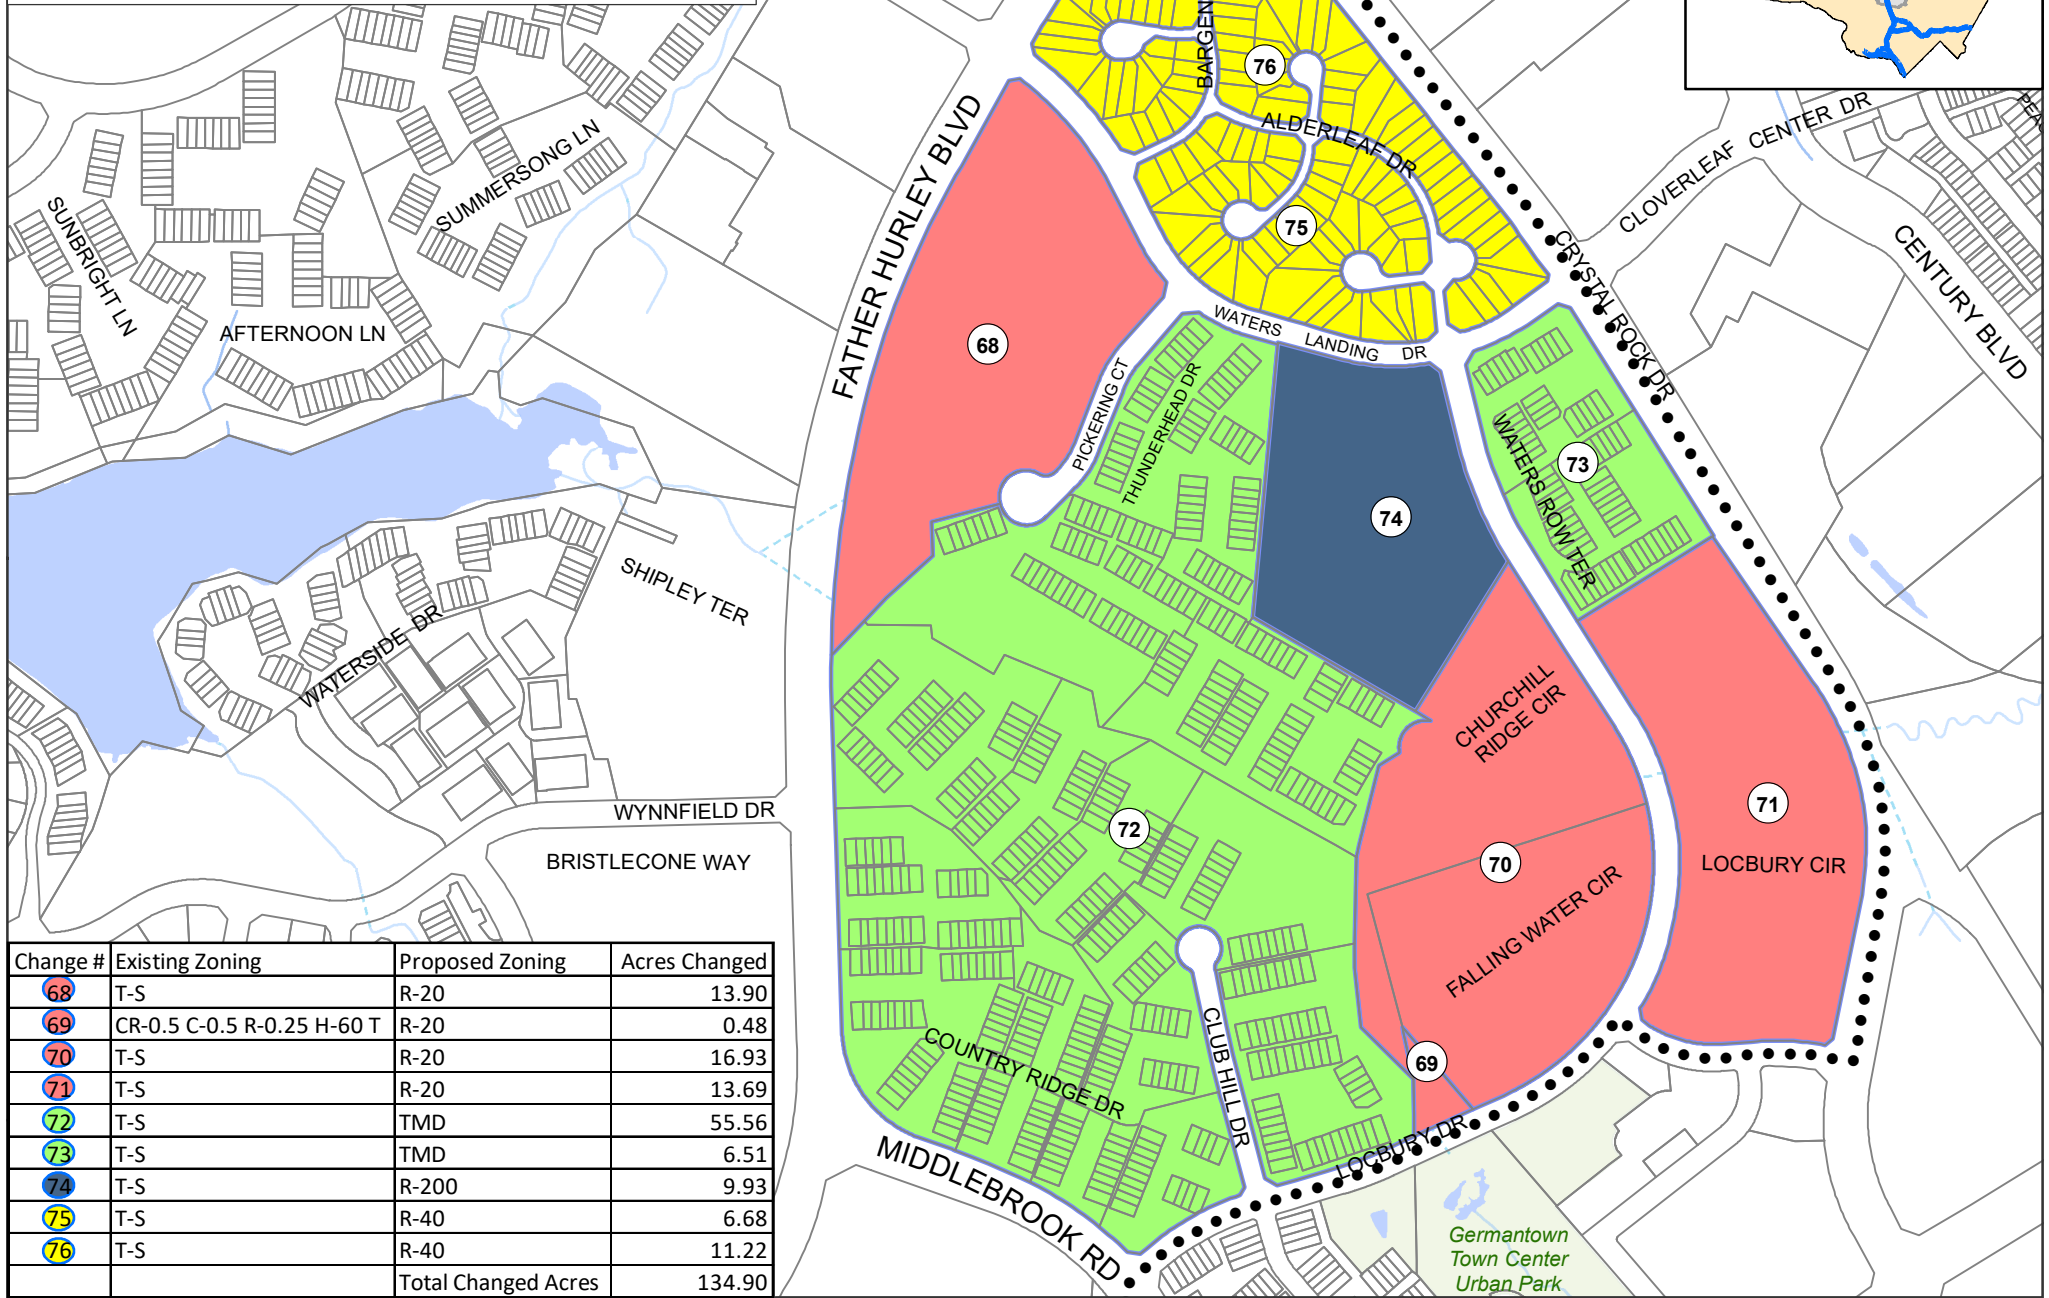 BARGEN
76
ALDERLEAF DR
75
FATHER HURLEY BLVD
SUMMERSONG LN
SUNBRIGHT LN
AFTERNOON LN
CLOVERLEAF CENTER DR
CENTURY BLVD
CRYSTAL ROCK DR
WATERS LANDING DR
68
PICKERING CT
THUNDERHEAD DR
74
WATERS ROW TER
73
SHIPLEY TER
WATERSIDE DR
CHURCHILL
RIDGE CIR
WYNNFIELD DR
BRISTLECONE WAY
72
70
FALLING WATER CIR
71
LOCBURY CIR
69
COUNTRY RIDGE DR
CLUB HILL DR
LOCBURY DR
MIDDLEBROOK RD
Germantown
Town Center
Urban Park
Change # Existing Zoning Proposed Zoning Acres Changed
68 T-S R-20 13.90
69 CR-0.5 C-0.5 R-0.25 H-60 T R-20 0.48
70 T-S R-20 16.93
71 T-S R-20 13.69
72 T-S TMD 55.56
73 T-S TMD 6.51
74 T-S R-200 9.93
75 T-S R-40 6.68
76 T-S R-40 11.22
Total Changed Acres 134.90